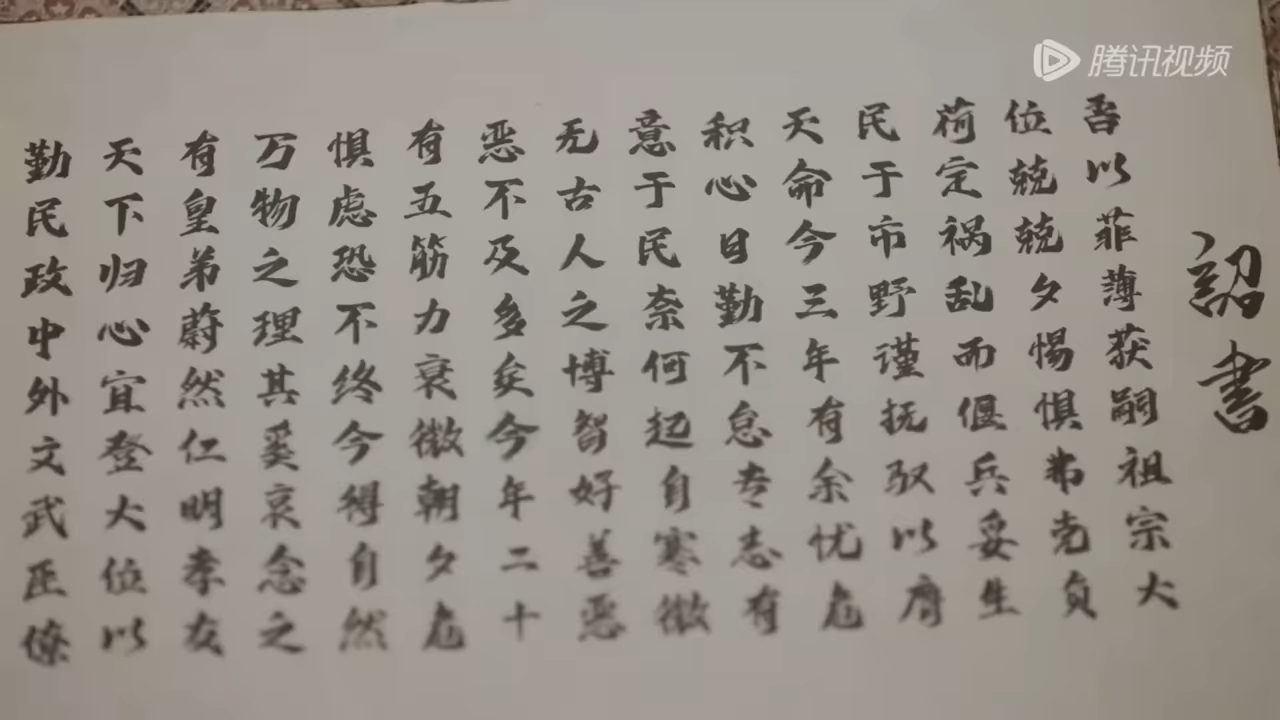 腾讯视频
詔書
吾以菲薄获嗣祖宗大
位兢兢夕惕惧弗克负
荷定祸乱而偃兵妥生
民于市野谨抚驭以膺
天命今三年有余忧危
积心日勤不怠专志有
意于民奈何起自寒微
无古人之博智好善恶
恶不及多矣今年二十
有五筋力衰微朝夕危
惧虑恐不终今得自然
万物之理其奚哀念之
有皇弟蔚然仁明孝友
天下归心宜登大位以
勤民政中外文武臣僚